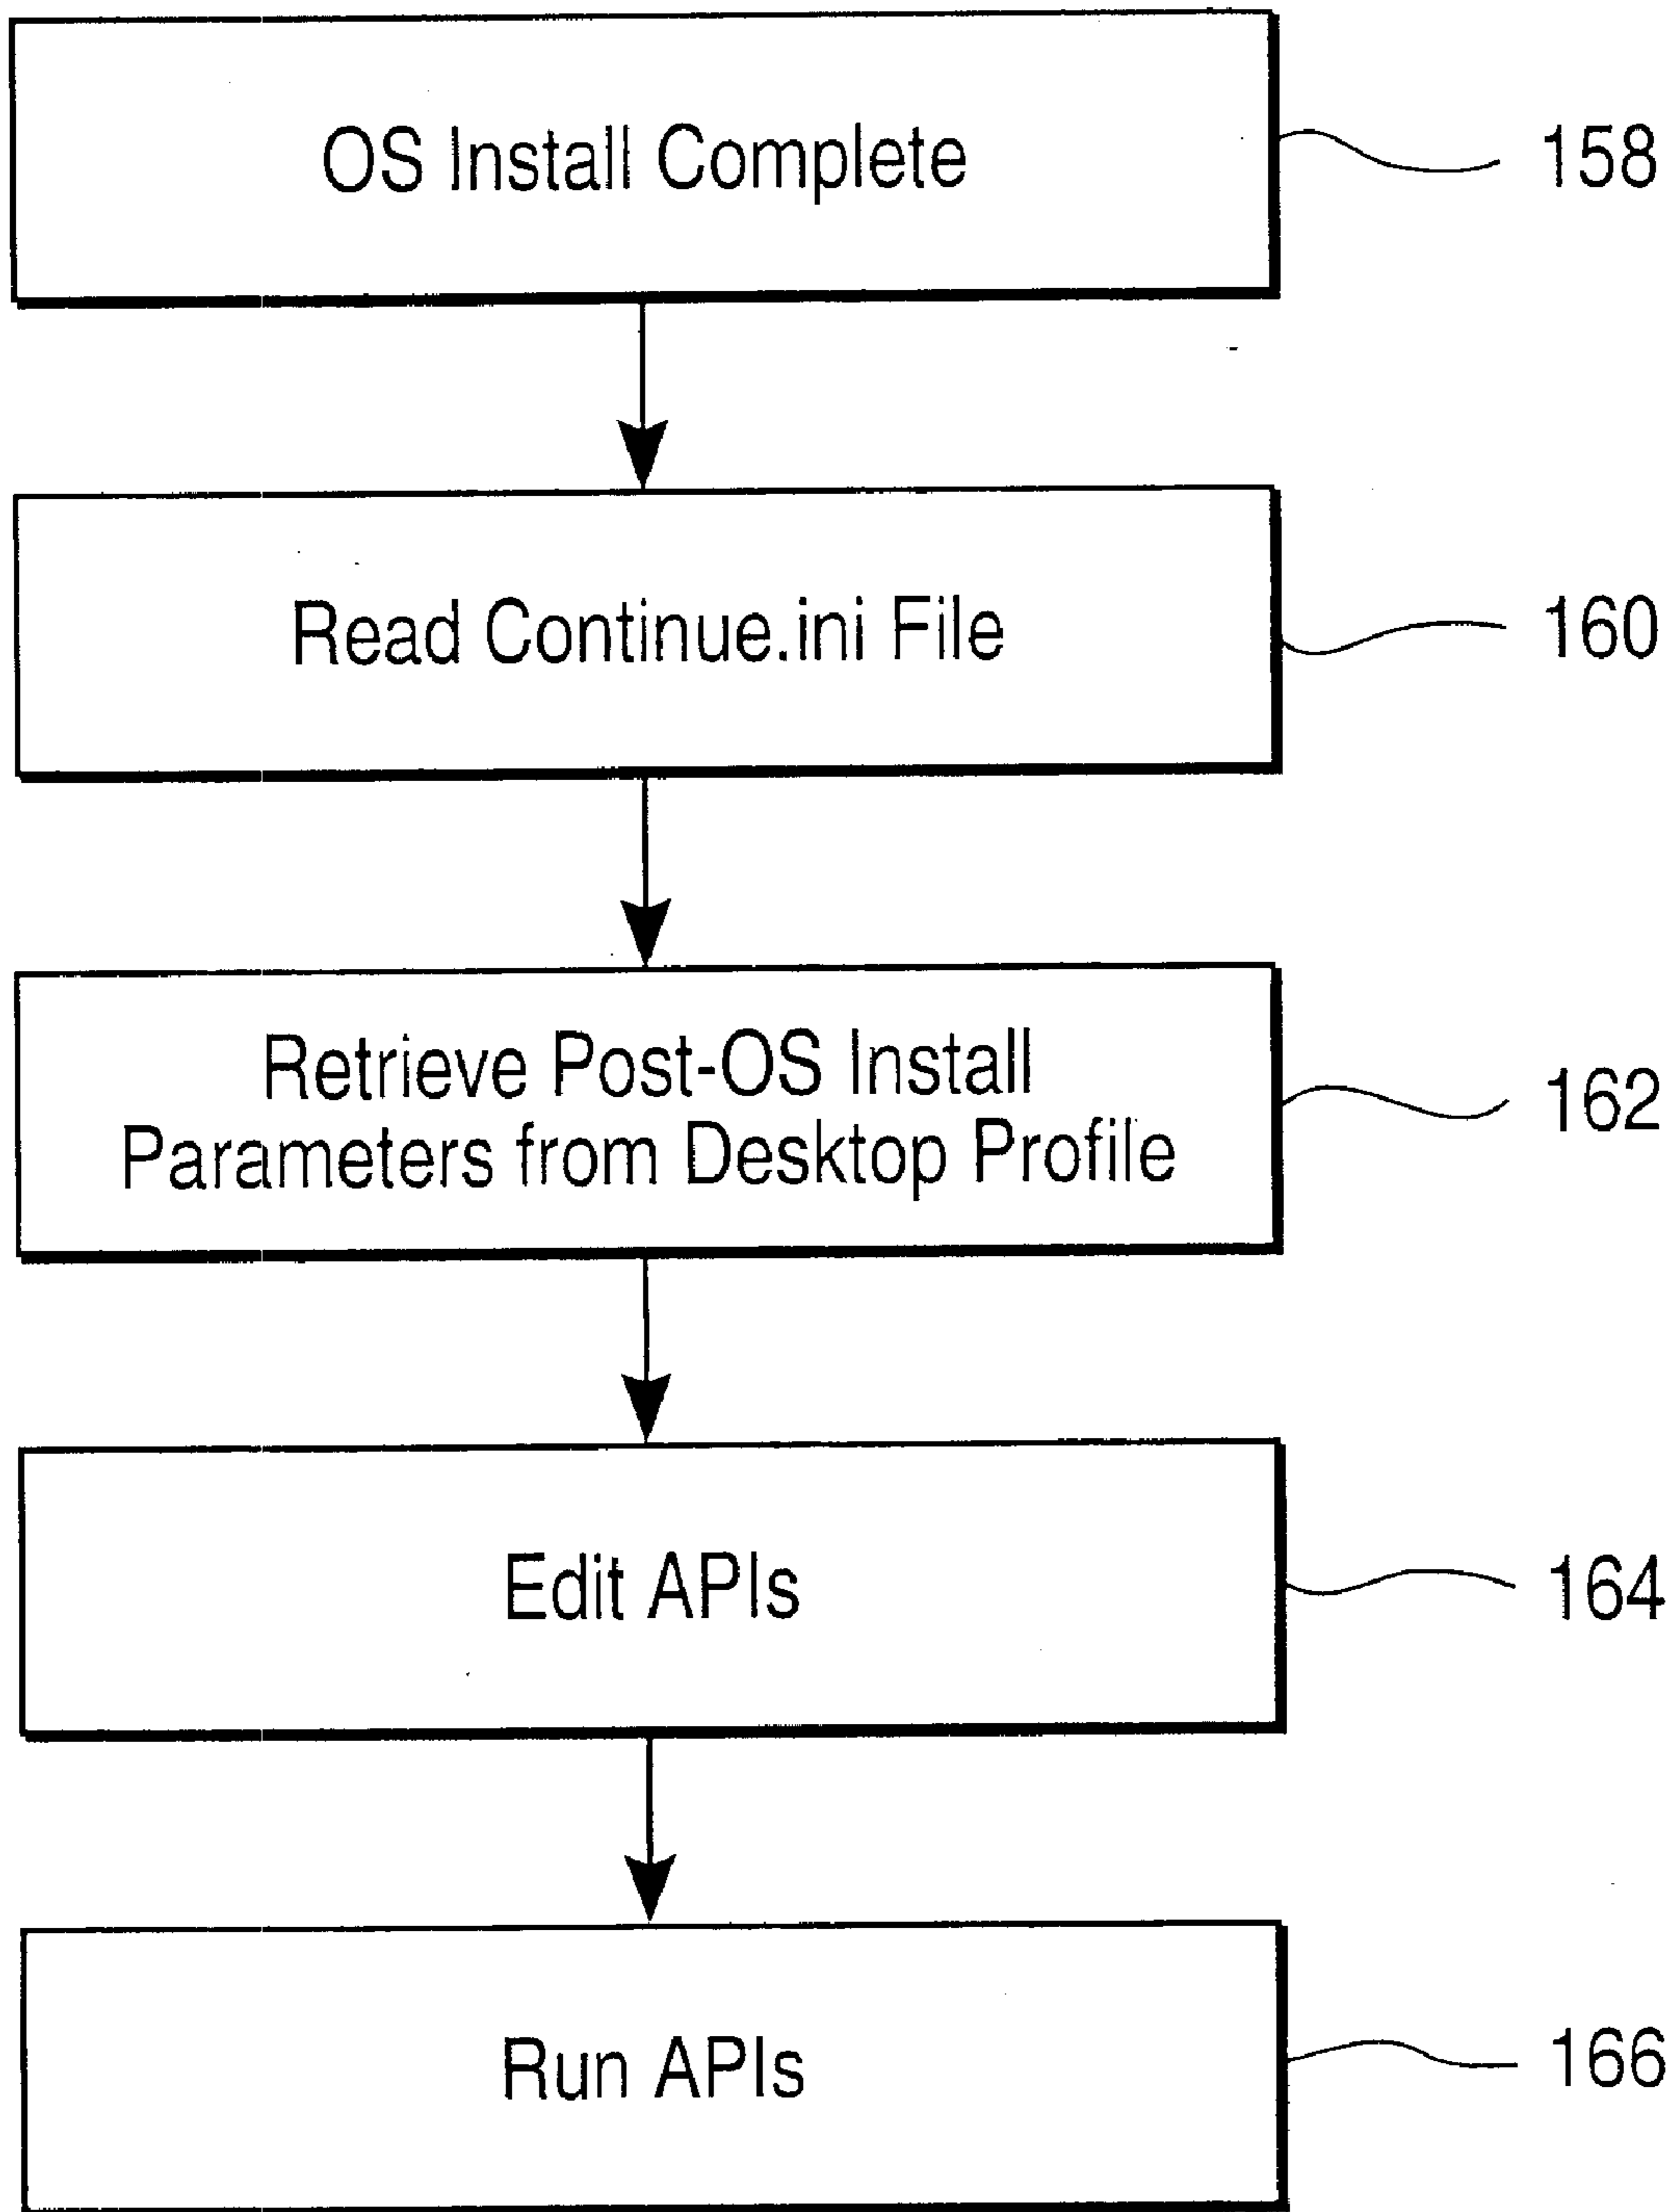 OS Install Complete
158
Read Continue.ini File
160
Retrieve Post-OS Install
Parameters from Desktop Profile
162
Edit APIs
164
Run APIs
166